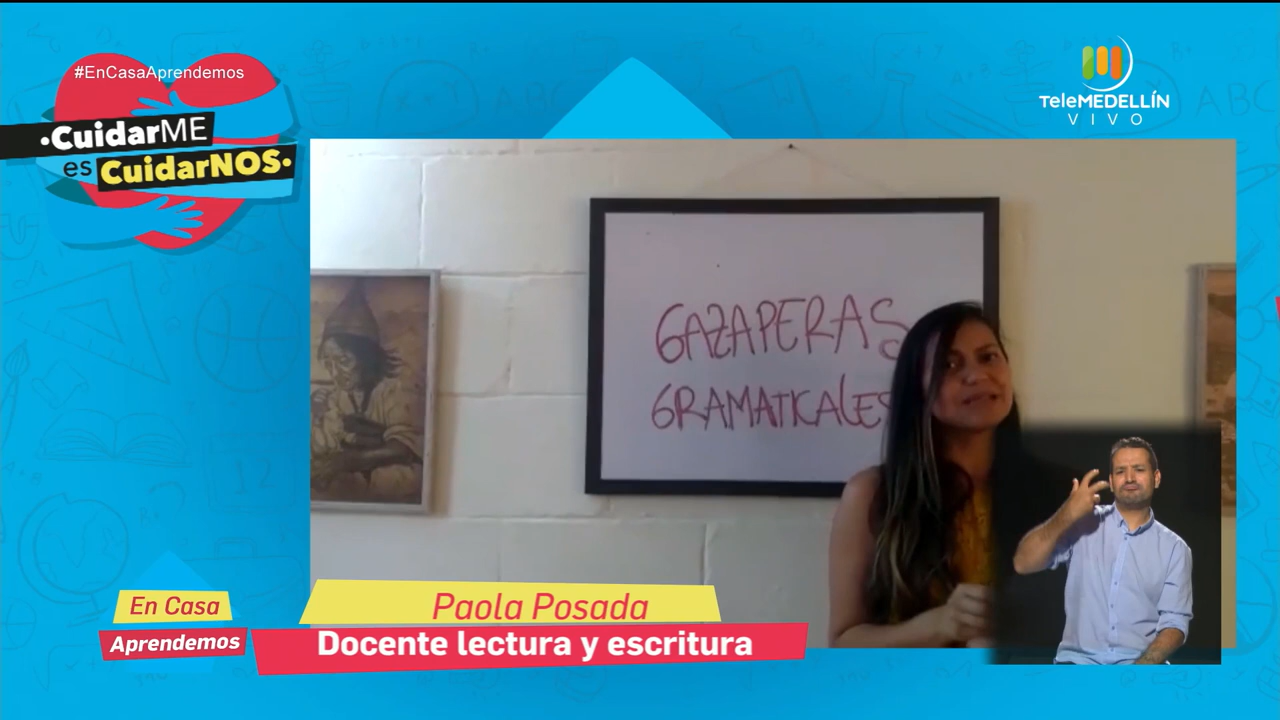 #EnCasaAprendemos
·CuidarME
es CuidarNOS·
TeleMEDELLÍN
VIVO
GAZAPERAS
GRAMATICALES
En Casa
Aprendemos
Paola Posada
Docente lectura y escritura